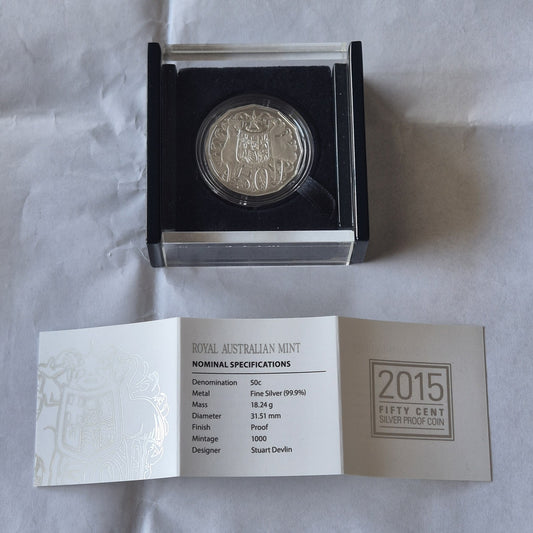 50
ROYAL AUSTRALIAN MINT
NOMINAL SPECIFICATIONS
Denomination 50c
Metal Fine Silver (99.9%)
Mass 18.24 g
Diameter 31.51 mm
Finish Proof
Mintage 1000
Designer Stuart Devlin
2015
FIFTY CENT
SILVER PROOF COIN